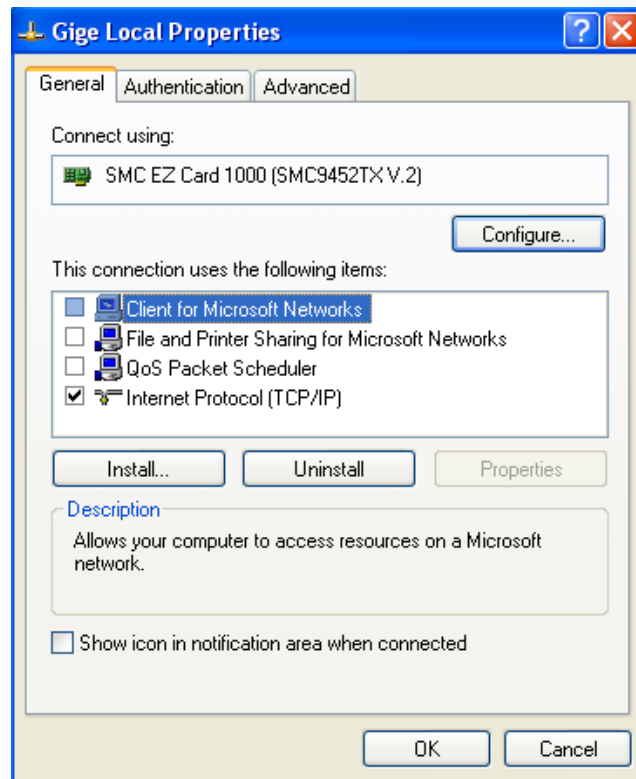 Gige Local Properties
General Authentication Advanced
Connect using:
SMC EZ Card 1000 (SMC9452TX V.2)
Configure...
This connection uses the following items:
Client for Microsoft Networks
File and Printer Sharing for Microsoft Networks
QoS Packet Scheduler
Internet Protocol (TCP/IP)
Install... Uninstall Properties
Description
Allows your computer to access resources on a Microsoft
network.
Show icon in notification area when connected
OK Cancel